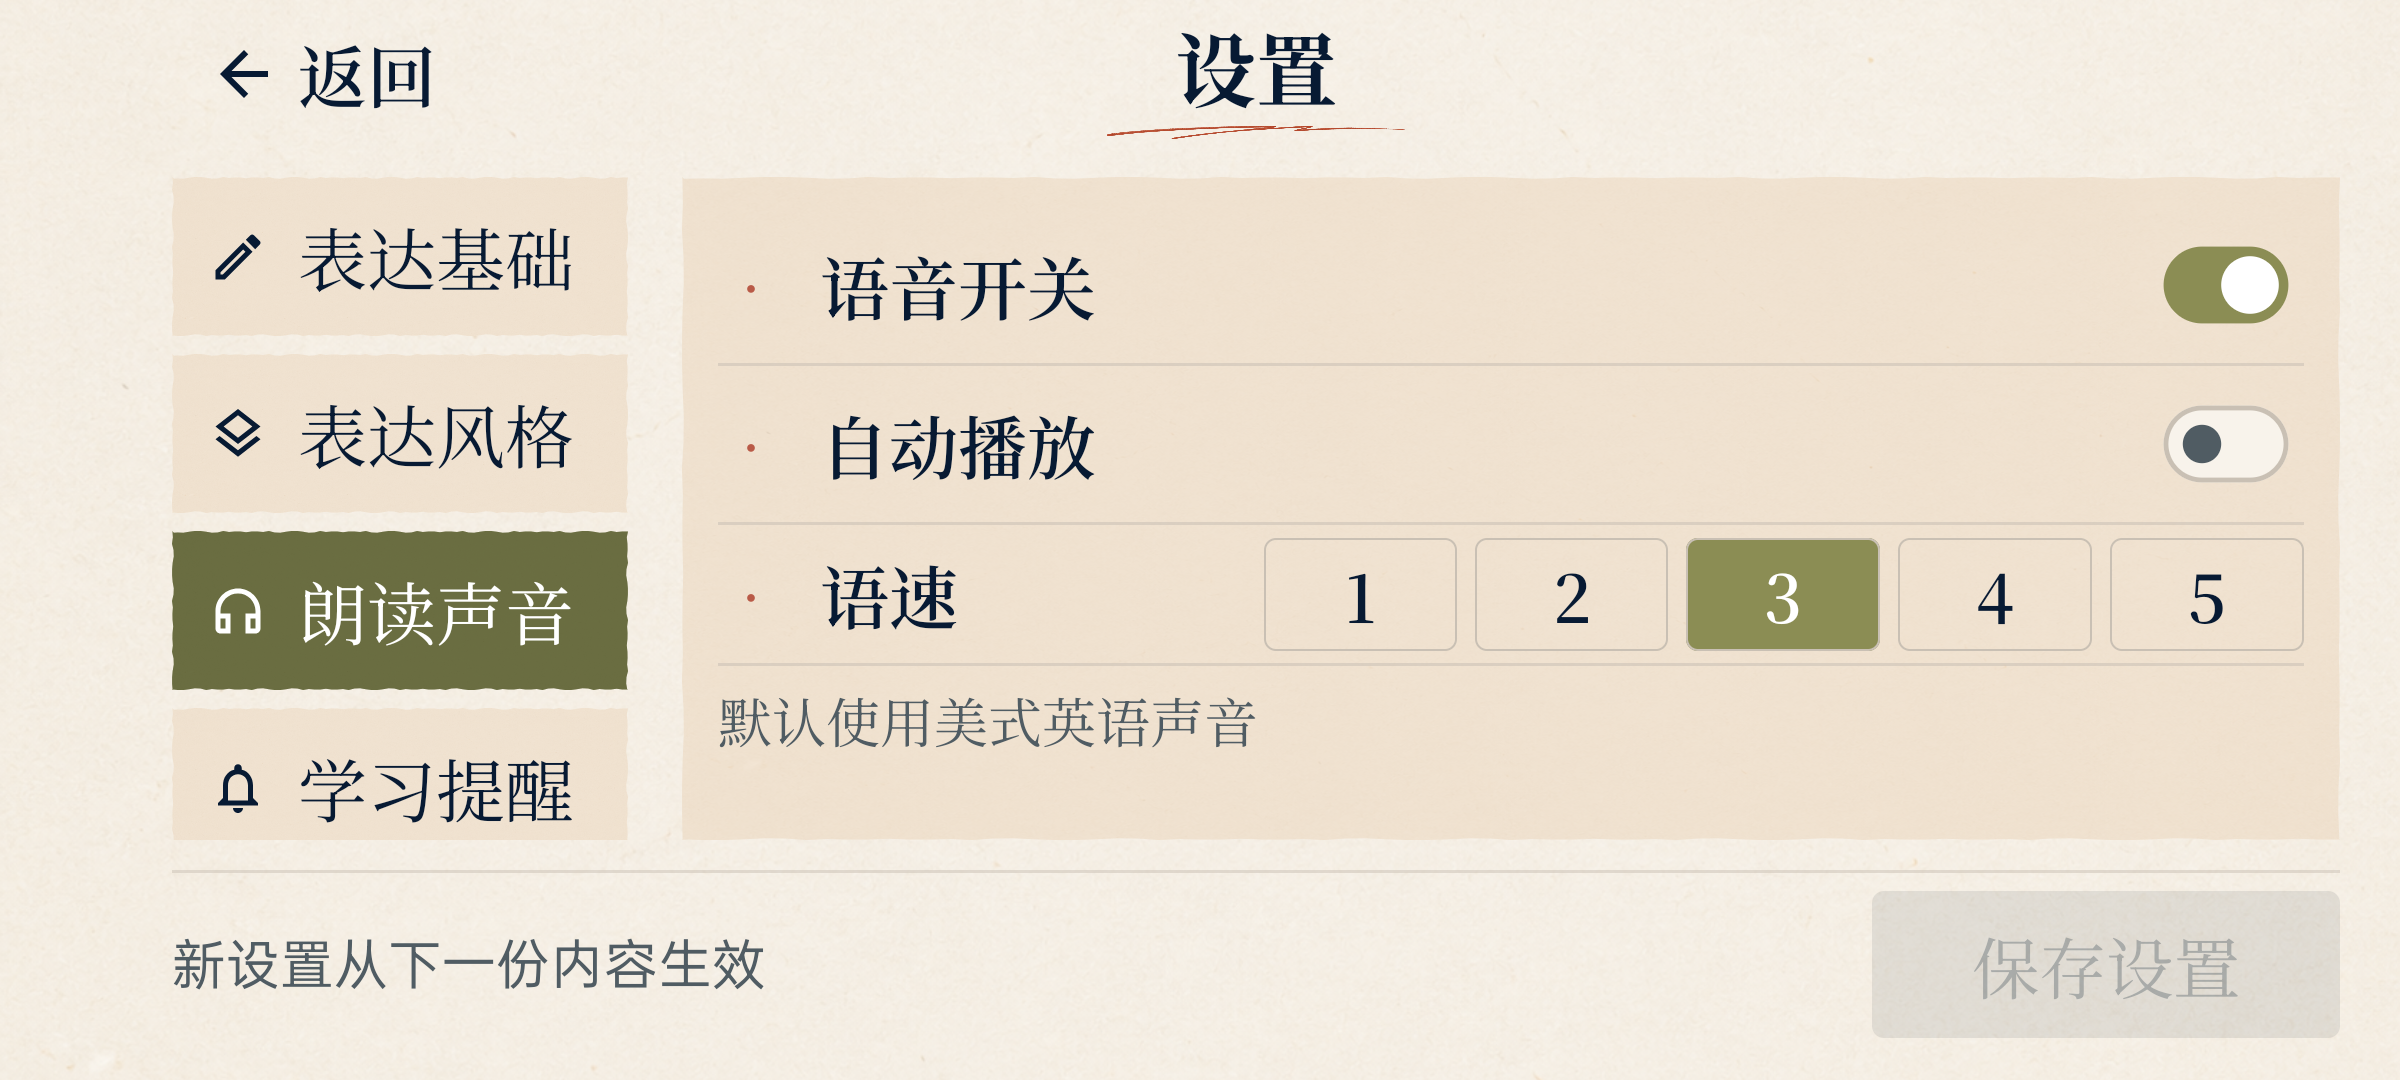 返回
设置
表达基础
表达风格
朗读声音
学习提醒
语音开关
自动播放
语速 1 2 3 4 5
默认使用美式英语声音
新设置从下一份内容生效
保存设置